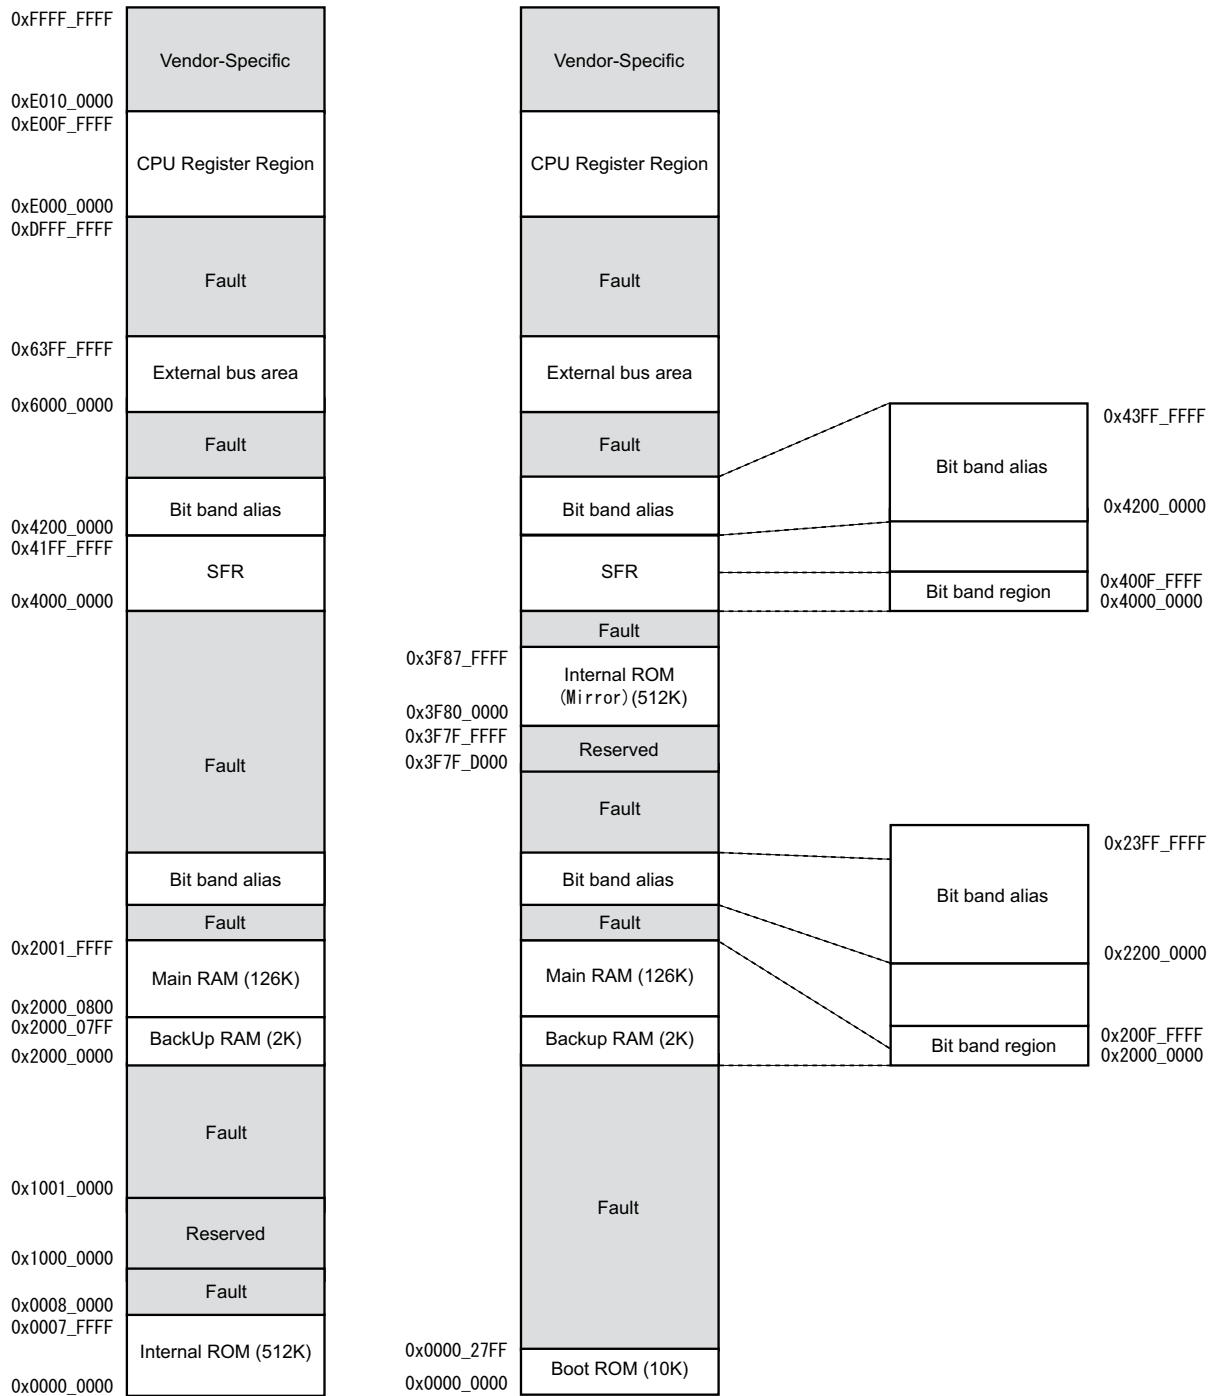 0xFFFF_FFFF
Vendor-Specific
0xE010_0000
0xE00F_FFFF
CPU Register Region
0xE000_0000
0xDFFF_FFFF
Fault
0x63FF_FFFF
External bus area
0x6000_0000
Fault
Bit band alias
0x4200_0000
0x41FF_FFFF
SFR
0x4000_0000
Fault
Bit band alias
Fault
0x2001_FFFF
Main RAM (126K)
0x2000_0800
0x2000_07FF
BackUp RAM (2K)
0x2000_0000
Fault
0x1001_0000
Reserved
0x1000_0000
Fault
0x0008_0000
0x0007_FFFF
Internal ROM (512K)
0x0000_0000
Vendor-Specific
CPU Register Region
Fault
External bus area
Fault
Bit band alias
SFR
Fault
0x3F87_FFFF
Internal ROM
(Mirror)(512K)
0x3F80_0000
0x3F7F_FFFF
Reserved
0x3F7F_D000
Fault
Bit band alias
Fault
Main RAM (126K)
Backup RAM (2K)
Fault
0x0000_27FF
Boot ROM (10K)
0x0000_0000
0x43FF_FFFF
Bit band alias
0x4200_0000
0x400F_FFFF
Bit band region
0x4000_0000
0x23FF_FFFF
Bit band alias
0x2200_0000
0x200F_FFFF
Bit band region
0x2000_0000